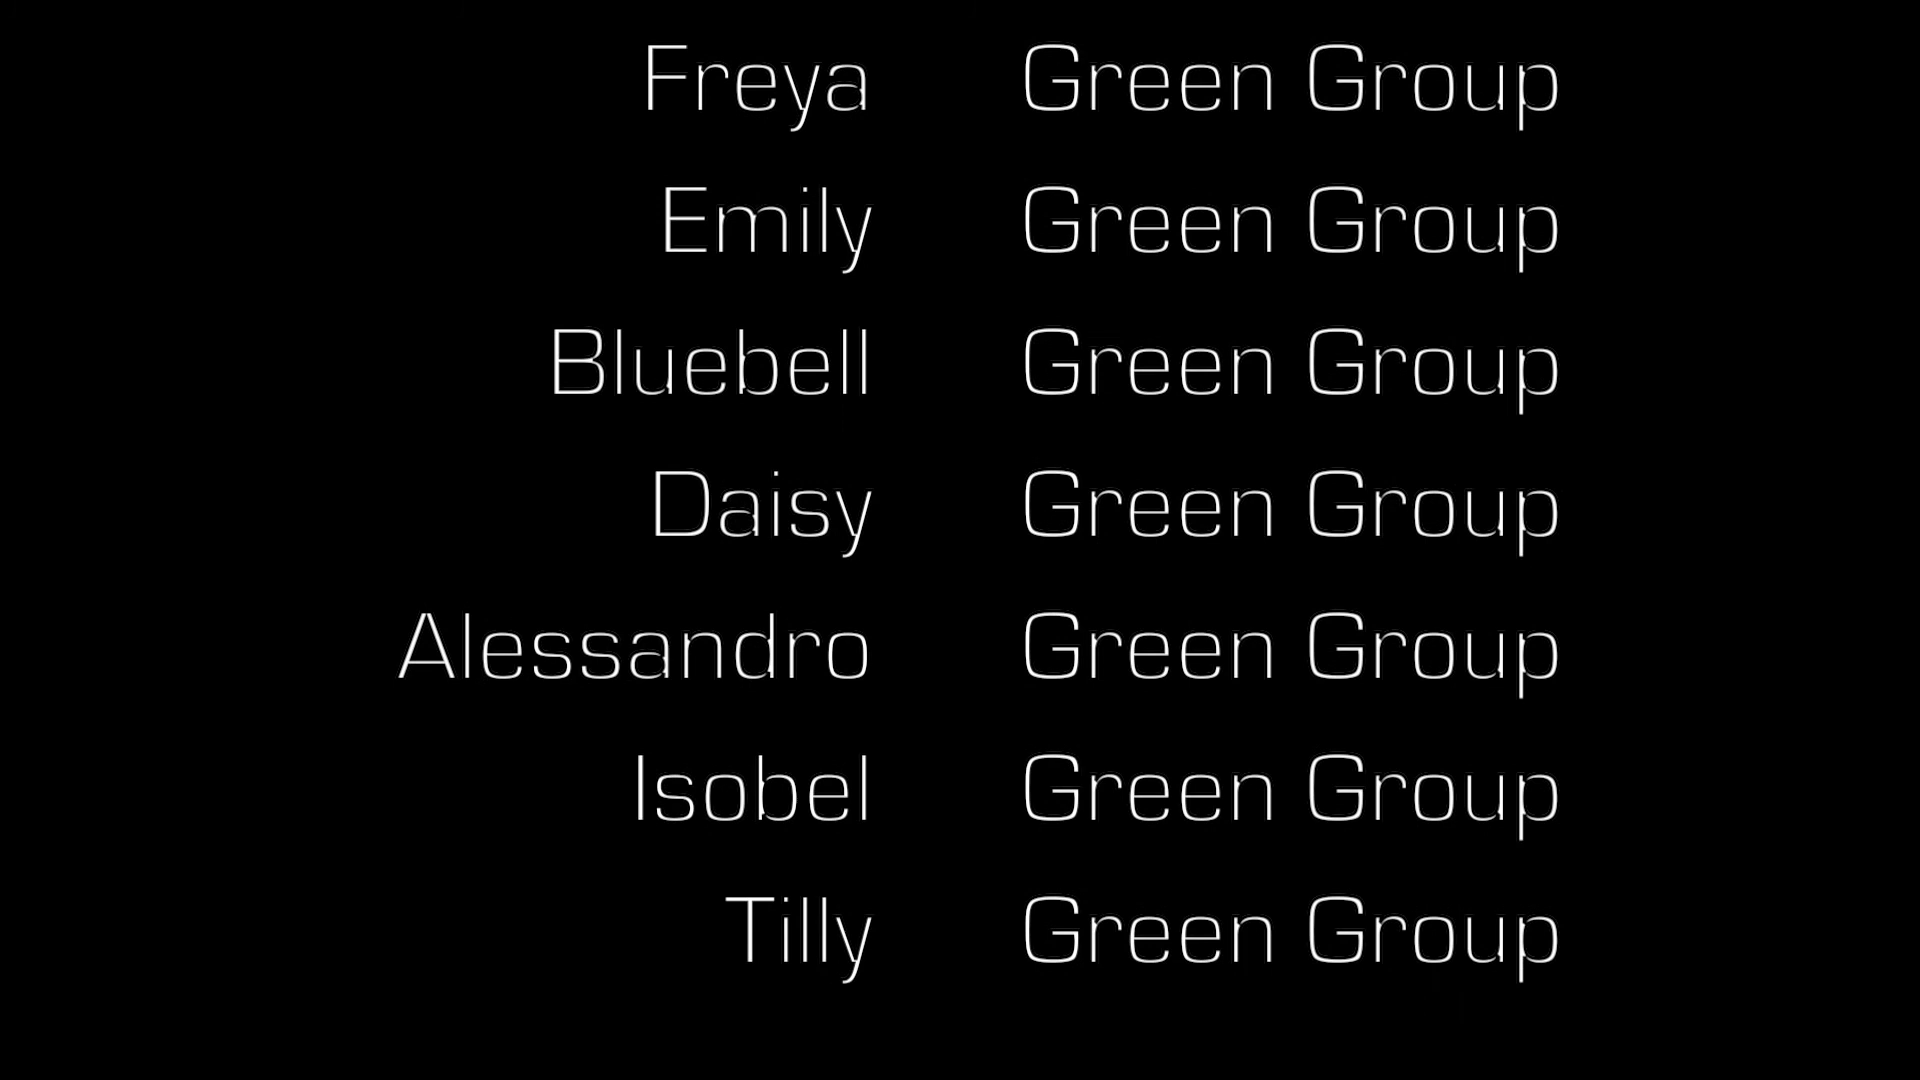 Freya Green Group
Emily Green Group
Bluebell Green Group
Daisy Green Group
Alessandro Green Group
Isobel Green Group
Tilly Green Group